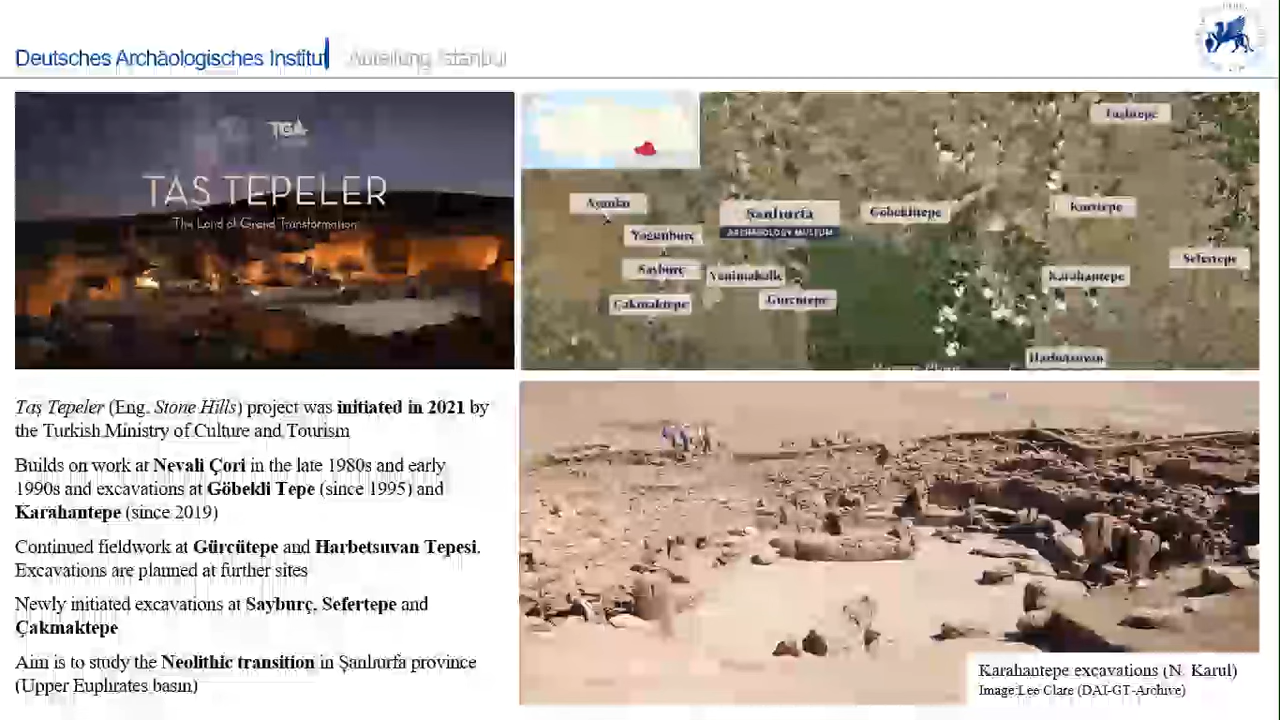 Deutsches Archäologisches Institut Abteilung Istanbul
TGA
TAS TEPELER
The Land of Grand Transformation
Taşlıtepe
Ayanlar
Şanlıurfa
ARCHAEOLOGY MUSEUM
Göbeklitepe
Kurttepe
Yoğunburç
Sefertepe
Sayburç
Yenimahalle
Karahantepe
Çakmaktepe
Gürcütepe
Harbetsuvan
Taş Tepeler (Eng. Stone Hills) project was initiated in 2021 by
the Turkish Ministry of Culture and Tourism
Builds on work at Nevali Çori in the late 1980s and early
1990s and excavations at Göbekli Tepe (since 1995) and
Karahantepe (since 2019)
Continued fieldwork at Gürcütepe and Harbetsuvan Tepesi.
Excavations are planned at further sites
Newly initiated excavations at Sayburç, Sefertepe and
Çakmaktepe
Aim is to study the Neolithic transition in Şanlıurfa province
(Upper Euphrates basin)
Karahantepe excavations (N. Karul)
Image:Lee Clare (DAI-GT-Archive)